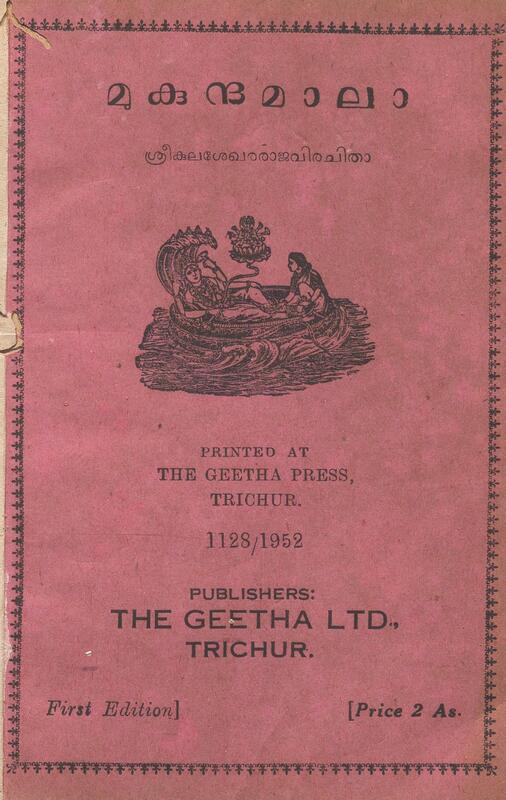 മുകുന്ദമാലാ
ശ്രീകുലശേഖരരാജവിരചിതാ
PRINTED AT
THE GEETHA PRESS,
TRICHUR.
1128/1952
PUBLISHERS:
THE GEETHA LTD.,
TRICHUR.
First Edition] [Price 2 As.